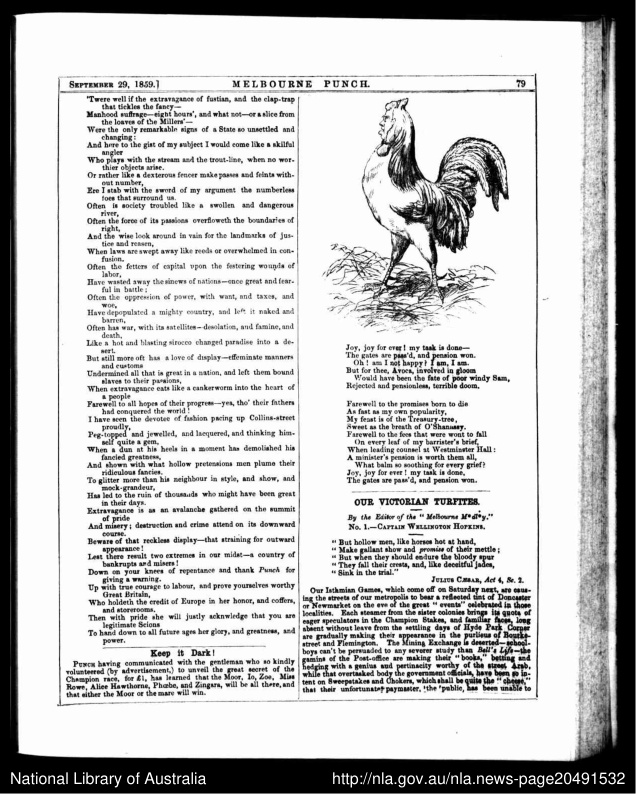 SEPTEMBER 29, 1859.]
MELBOURNE PUNCH.
79
'Twere well if the extravagance of fustian, and the clap-trap
that tickles the fancy—
Manhood suffrage—eight hours', and what not—or a slice from
the loaves of the Millers'—
Were the only remarkable signs of a State so unsettled and
changing:
And here to the gist of my subject I would come like a skilful
angler
Who plays with the stream and the trout-line, when no wor-
thier objects arise.
Or rather like a dexterous fencer make passes and feints with-
out number,
Ere I stab with the sword of my argument the numberless
foes that surround us.
Often is society troubled like a swollen and dangerous
river,
Often the force of its passions overfloweth the boundaries of
right,
And the wise look around in vain for the landmarks of jus-
tice and reason,
When laws are swept away like reeds or overwhelmed in con-
fusion.
Often the fetters of capital upon the festering wounds of
labor,
Have wasted away the sinews of nations—once great and fear-
ful in battle;
Often the oppression of power, with want, and taxes, and
woe,
Have depopulated a mighty country, and left it naked and
barren,
Often has war, with its satellites—desolation, and famine, and
death,
Like a hot and blasting sirocco changed paradise into a de-
sert.
But still more oft has a love of display—effeminate manners
and customs
Undermined all that is great in a nation, and left them bound
slaves to their passions,
When extravagance eats like a cankerworm into the heart of
a people
Farewell to all hopes of their progress—yea, tho' their fathers
had conquered the world!
I have seen the devotee of fashion pacing up Collins-street
proudly,
Peg-topped and jewelled, and lacquered, and thinking him-
self quite a gem,
When a dun at his heels in a moment has demolished his
fancied greatness,
And shown with what hollow pretensions men plume their
ridiculous fancies.
To glitter more than his neighbour in style, and show, and
mock-grandeur,
Has led to the ruin of thousands who might have been great
in their days.
Extravagance is as an avalanche gathered on the summit
of pride
And misery; destruction and crime attend on its downward
course.
Beware of that reckless display—that straining for outward
appearance!
Lest there result two extremes in our midst—a country of
bankrupts and misers!
Down on your knees of repentance and thank Punch for
giving a warning.
Up with true courage to labour, and prove yourselves worthy
Great Britain,
Who holdeth the credit of Europe in her honor, and coffers,
and storerooms.
Then with pride she will justly acknowledge that you are
legitimate Scions
To hand down to all future ages her glory, and greatness, and
power.
Keep it Dark!
PUNCH having communicated with the gentleman who so kindly
volunteered (by advertisement,) to unveil the great secret of the
Champion race, for £1, has learned that the Moor, Io, Zoe, Miss
Rowe, Alice Hawthorne, Phœbe, and Zingara, will be all there, and
that either the Moor or the mare will win.
Joy, joy for ever! my task is done—
The gates are pass'd, and pension won.
Oh! am I not happy? I am, I am.
But for thee, Avoca, involved in gloom
Would have been the fate of poor windy Sam,
Rejected and pensionless, terrible doom.
Farewell to the promises born to die
As fast as my own popularity,
My feast is of the Treasury-tree,
Sweet as the breath of O'Shanassy.
Farewell to the fees that were wont to fall
On every leaf of my barrister's brief,
When leading counsel at Westminster Hall:
A minister's pension is worth them all,
What balm so soothing for every grief?
Joy, joy for ever! my task is done,
The gates are pass'd, and pension won.
OUR VICTORIAN TURFITES.
By the Editor of the "Melbourne M*di*y."
No. 1.—CAPTAIN WELLINGTON HOPKINS.
"But hollow men, like horses hot at hand,
"Make gallant show and promise of their mettle;
"But when they should endure the bloody spur
"They fall their crests, and, like deceitful jades,
"Sink in the trial."
JULIUS CÆSAR, Act 4, Sc. 2.
Our Isthmian Games, which come off on Saturday next, are caus-
ing the streets of our metropolis to bear a reflected tint of Doncaster
or Newmarket on the eve of the great "events" celebrated in those
localities. Each steamer from the sister colonies brings its quota of
eager speculators in the Champion Stakes, and familiar faces, long
absent without leave from the settling days of Hyde Park Corner
are gradually making their appearance in the purlieus of Bourke-
street and Flemington. The Mining Exchange is deserted—school-
boys can't be persuaded to any severer study than Bell's Life—the
gamins of the Post-office are making their "books," betting and
hedging with a genius and pertinacity worthy of the street Arab,
while that overtasked body the government officials, have been so in-
tent on Sweepstakes and Chokers, which shall be quite the "cheese,"
that their unfortunate paymaster, the public, has been unable to
National Library of Australia
http://nla.gov.au/nla.news-page20491532